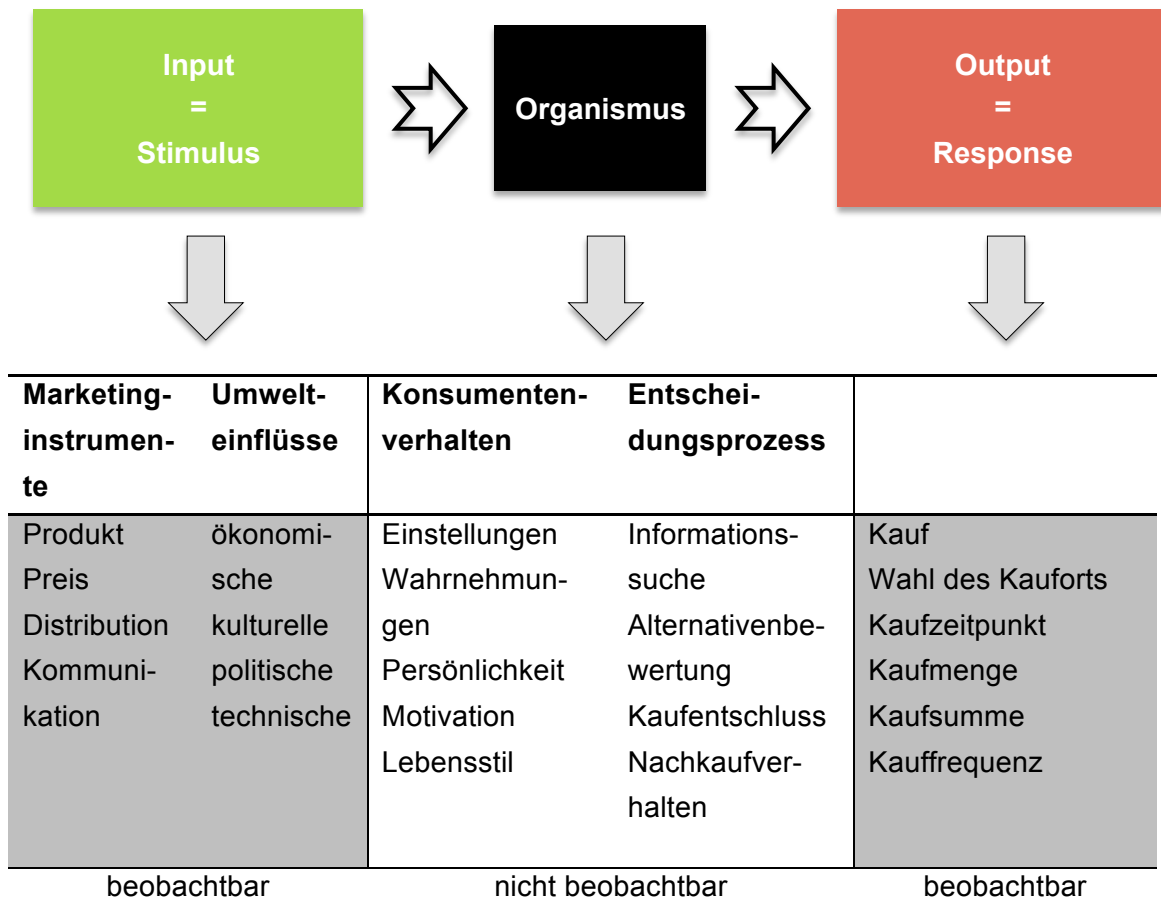 Input
=
Stimulus
Organismus
Output
=
Response
Marketing-
instrumen-
te
Umwelt-
einflüsse
Konsumenten-
verhalten
Entschei-
dungsprozess
Produkt
Preis
Distribution
Kommuni-
kation
ökonomi-
sche
kulturelle
politische
technische
Einstellungen
Wahrnehmun-
gen
Persönlichkeit
Motivation
Lebensstil
Informations-
suche
Alternativenbe-
wertung
Kaufentschluss
Nachkaufver-
halten
Kauf
Wahl des Kauforts
Kaufzeitpunkt
Kaufmenge
Kaufsumme
Kauffrequenz
beobachtbar
nicht beobachtbar
beobachtbar